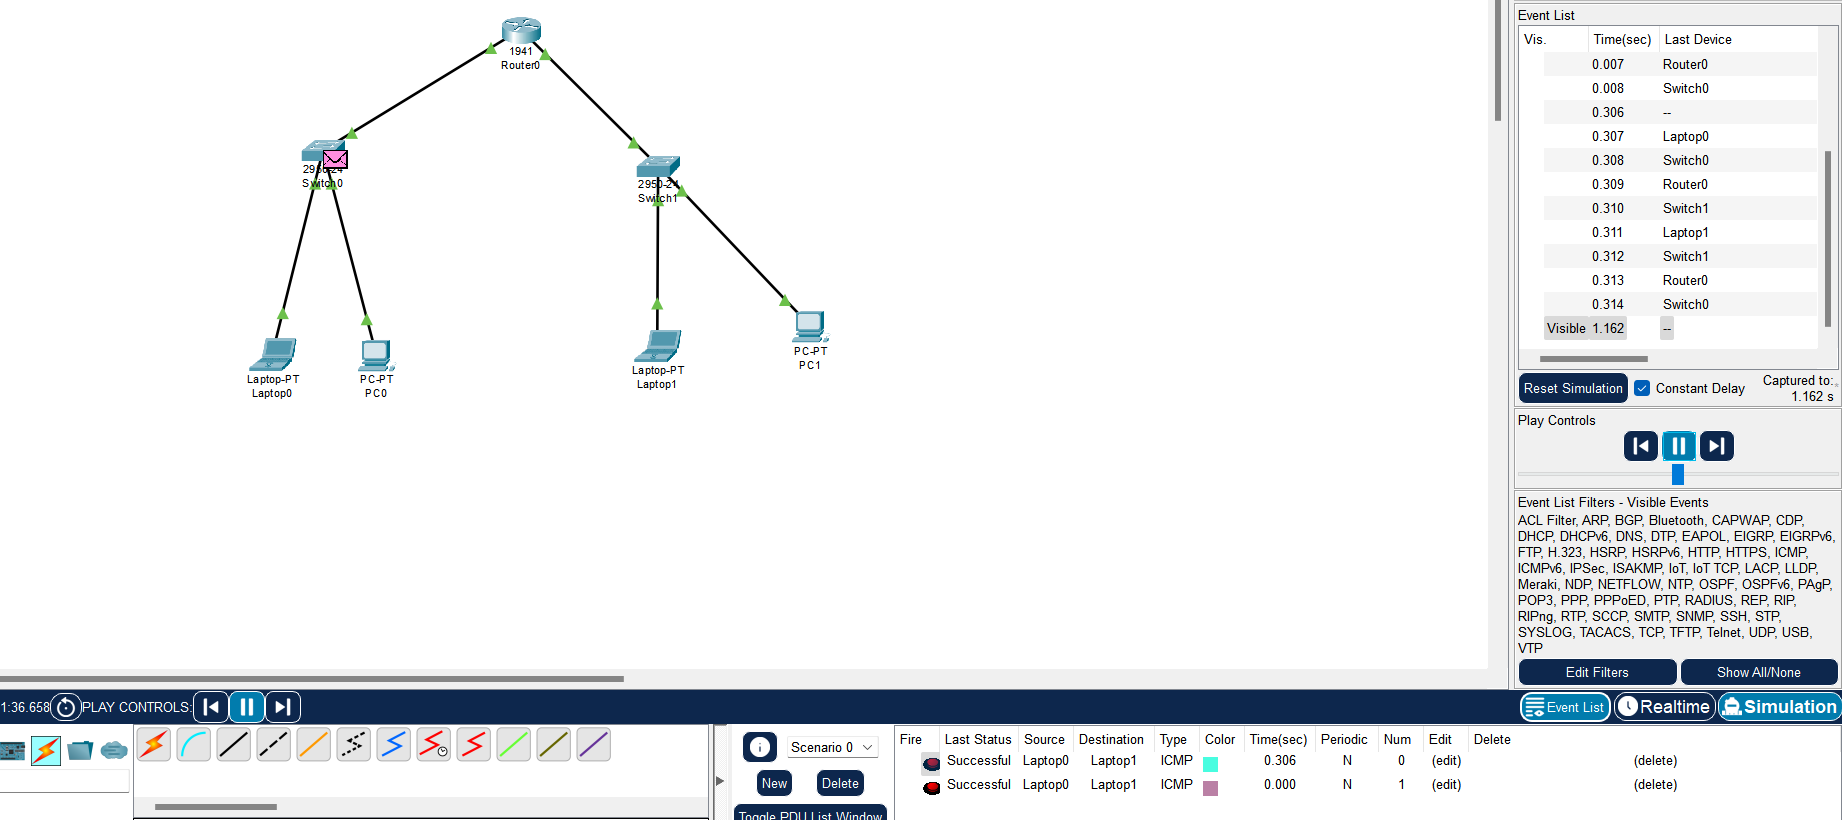 1941
Router0
Switch0
2950-24
Switch1
Laptop-PT
Laptop0
PC-PT
PC0
Laptop-PT
Laptop1
PC-PT
PC1
Event List
Vis. Time(sec) Last Device
0.007 Router0
0.008 Switch0
0.306 --
0.307 Laptop0
0.308 Switch0
0.309 Router0
0.310 Switch1
0.311 Laptop1
0.312 Switch1
0.313 Router0
0.314 Switch0
Visible 1.162 --
Reset Simulation Constant Delay Captured to:
1.162 s
Play Controls
Event List Filters - Visible Events
ACL Filter, ARP, BGP, Bluetooth, CAPWAP, CDP,
DHCP, DHCPv6, DNS, DTP, EAPOL, EIGRP, EIGRPv6,
FTP, H.323, HSRP, HSRPv6, HTTP, HTTPS, ICMP,
ICMPv6, IPSec, ISAKMP, IoT, IoT TCP, LACP, LLDP,
Meraki, NDP, NETFLOW, NTP, OSPF, OSPFv6, PAgP,
POP3, PPP, PPPoED, PTP, RADIUS, REP, RIP,
RIPng, RTP, SCCP, SMTP, SNMP, SSH, STP,
SYSLOG, TACACS, TCP, TFTP, Telnet, UDP, USB,
VTP
Edit Filters Show All/None
1:36.658 PLAY CONTROLS: Event List Realtime Simulation
Scenario 0
New Delete
Toggle PDU List Window
Fire Last Status Source Destination Type Color Time(sec) Periodic Num Edit Delete
Successful Laptop0 Laptop1 ICMP 0.306 N 0 (edit) (delete)
Successful Laptop0 Laptop1 ICMP 0.000 N 1 (edit) (delete)